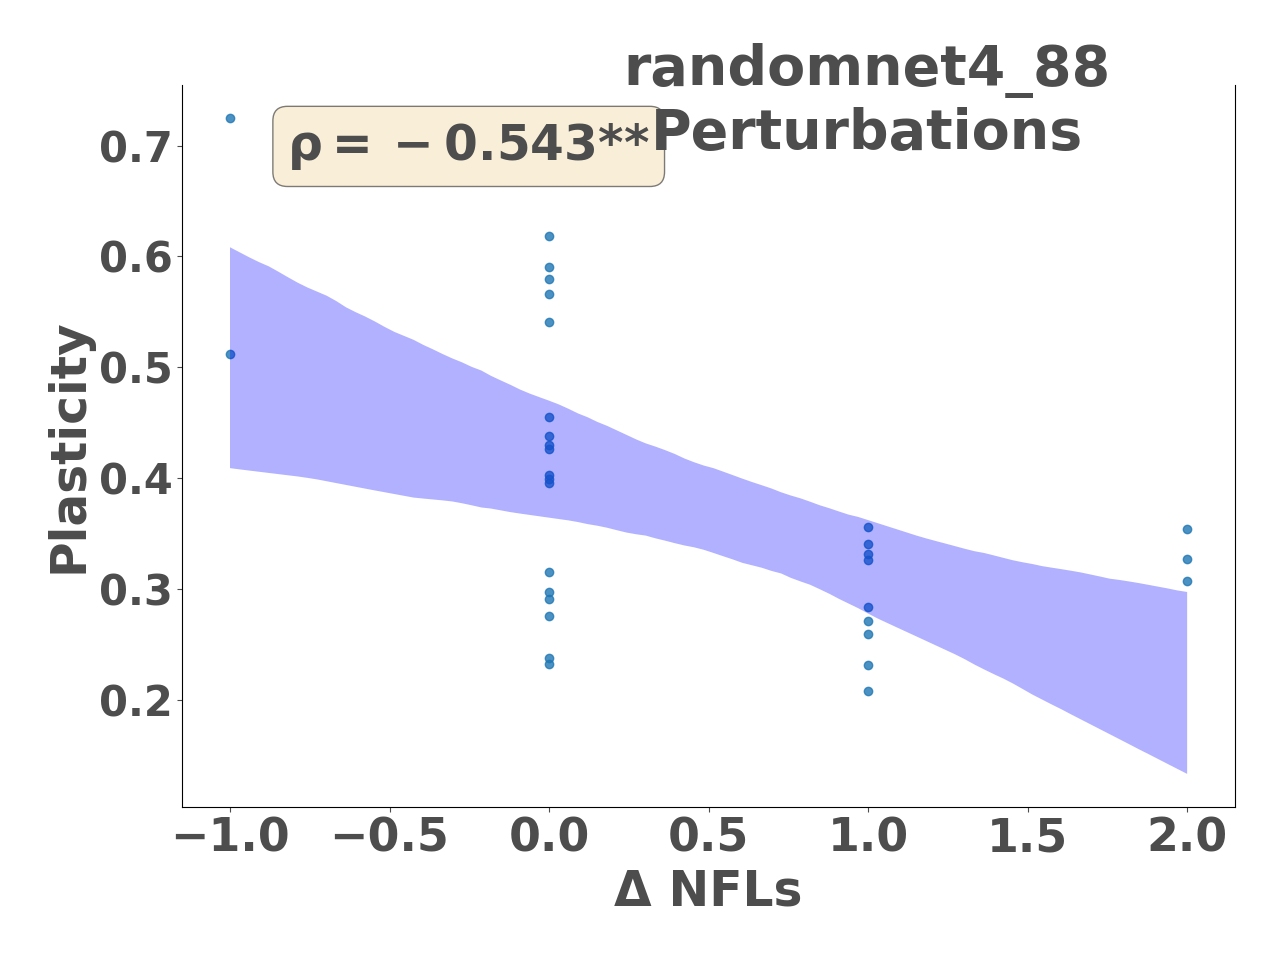 randomnet4_88
Perturbations
ρ = − 0.543**
0.7
0.6
0.5
0.4
0.3
0.2
Plasticity
−1.0 −0.5 0.0 0.5 1.0 1.5 2.0
Δ NFLs